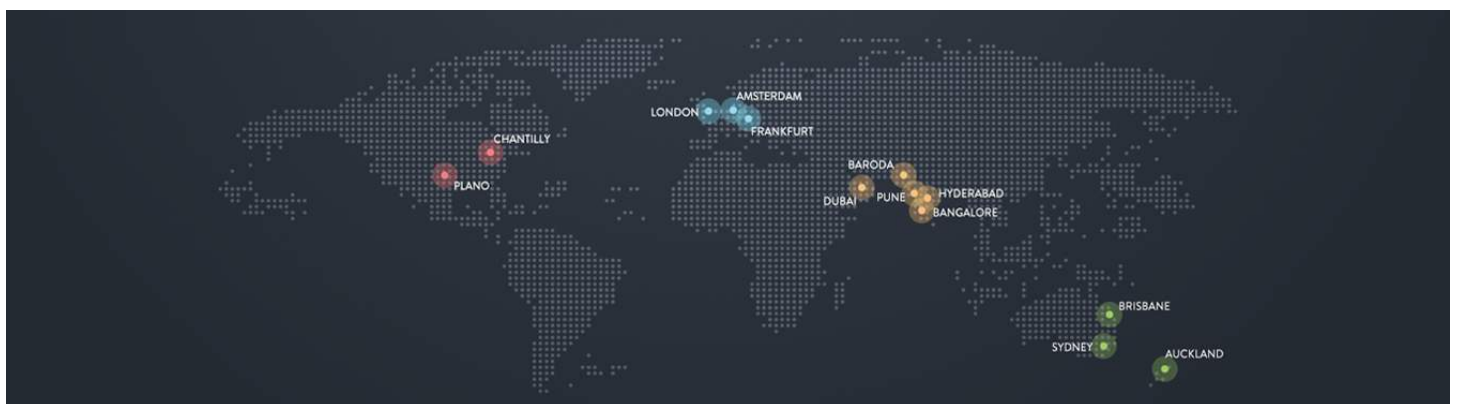 AMSTERDAM
LONDON
FRANKFURT
CHANTILLY
PLANO
BARODA
DUBAI
PUNE
HYDERABAD
BANGALORE
BRISBANE
SYDNEY
AUCKLAND